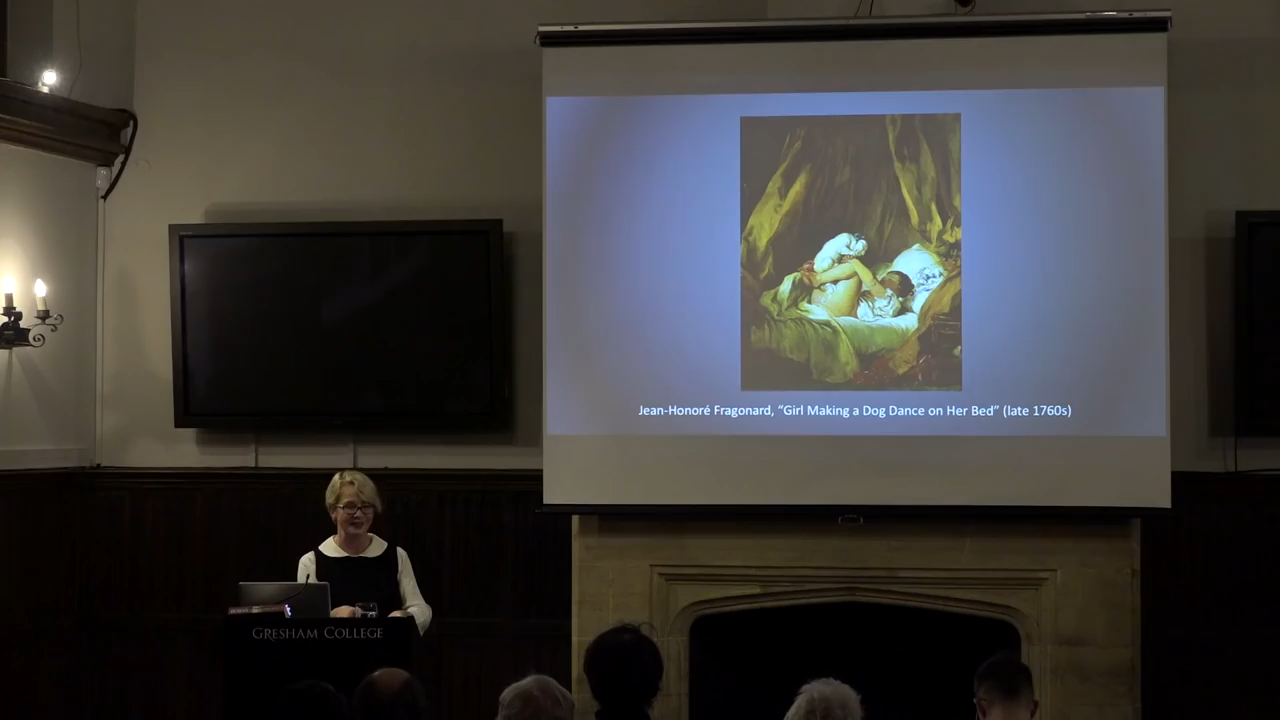 Jean-Honoré Fragonard, “Girl Making a Dog Dance on Her Bed” (late 1760s)
GRESHAM COLLEGE